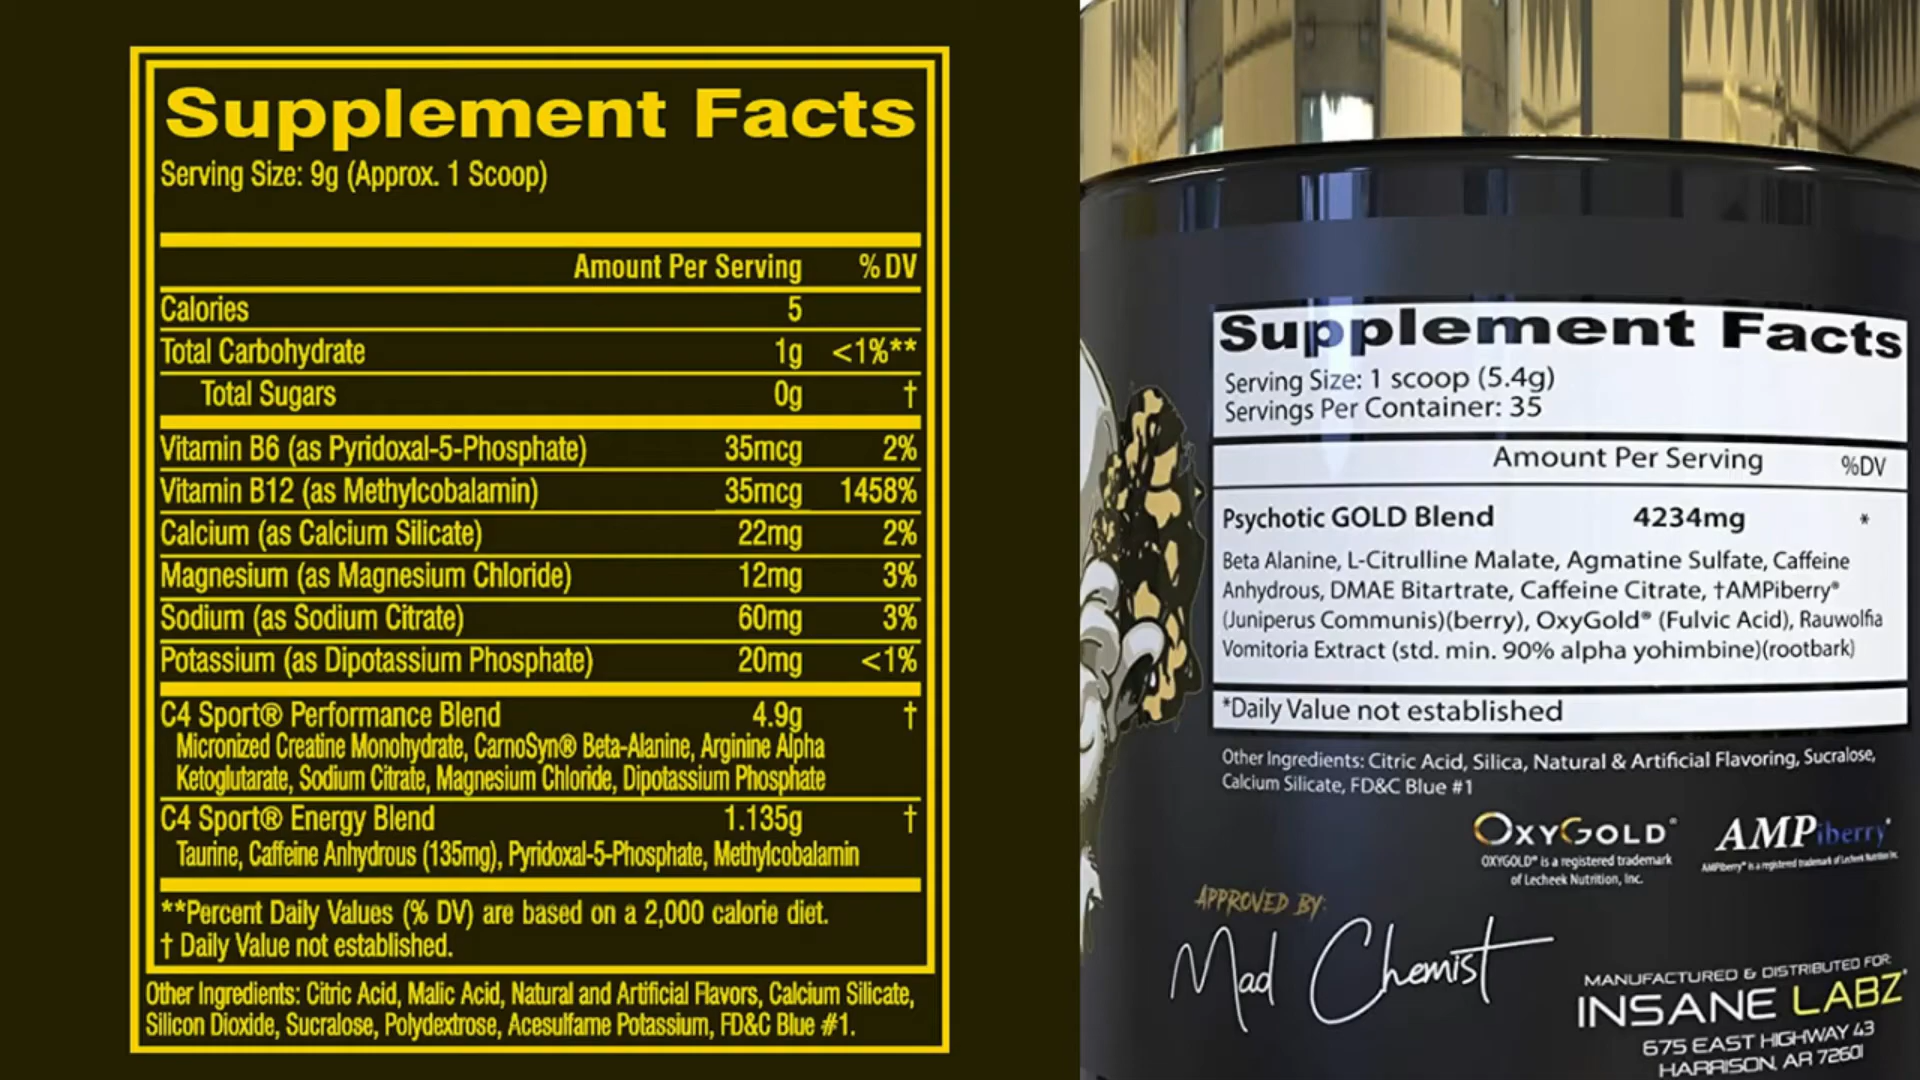 Supplement Facts
Serving Size: 9g (Approx. 1 Scoop)
Amount Per Serving % DV
Calories 5
Total Carbohydrate 1g <1%**
Total Sugars 0g †
Vitamin B6 (as Pyridoxal-5-Phosphate) 35mcg 2%
Vitamin B12 (as Methylcobalamin) 35mcg 1458%
Calcium (as Calcium Silicate) 22mg 2%
Magnesium (as Magnesium Chloride) 12mg 3%
Sodium (as Sodium Citrate) 60mg 3%
Potassium (as Dipotassium Phosphate) 20mg <1%
C4 Sport® Performance Blend 4.9g †
Micronized Creatine Monohydrate, CarnoSyn® Beta-Alanine, Arginine Alpha
Ketoglutarate, Sodium Citrate, Magnesium Chloride, Dipotassium Phosphate
C4 Sport® Energy Blend 1.135g †
Taurine, Caffeine Anhydrous (135mg), Pyridoxal-5-Phosphate, Methylcobalamin
**Percent Daily Values (% DV) are based on a 2,000 calorie diet.
† Daily Value not established.
Other Ingredients: Citric Acid, Malic Acid, Natural and Artificial Flavors, Calcium Silicate,
Silicon Dioxide, Sucralose, Polydextrose, Acesulfame Potassium, FD&C Blue #1.
Supplement Facts
Serving Size: 1 scoop (5.4g)
Servings Per Container: 35
Amount Per Serving %DV
Psychotic GOLD Blend 4234mg *
Beta Alanine, L-Citrulline Malate, Agmatine Sulfate, Caffeine
Anhydrous, DMAE Bitartrate, Caffeine Citrate, †AMPiberry®
(Juniperus Communis)(berry), OxyGold® (Fulvic Acid), Rauwolfia
Vomitoria Extract (std. min. 90% alpha yohimbine)(rootbark)
*Daily Value not established
Other Ingredients: Citric Acid, Silica, Natural & Artificial Flavoring, Sucralose,
Calcium Silicate, FD&C Blue #1
OXYGOLD®
OXYGOLD® is a registered trademark
of Lecheek Nutrition, Inc.
AMPiberry®
AMPiberry® is a registered trademark of Lecheek Nutrition Inc.
APPROVED BY:
Mad Chemist
MANUFACTURED & DISTRIBUTED FOR:
INSANE LABZ®
675 EAST HIGHWAY 43
HARRISON, AR 72601